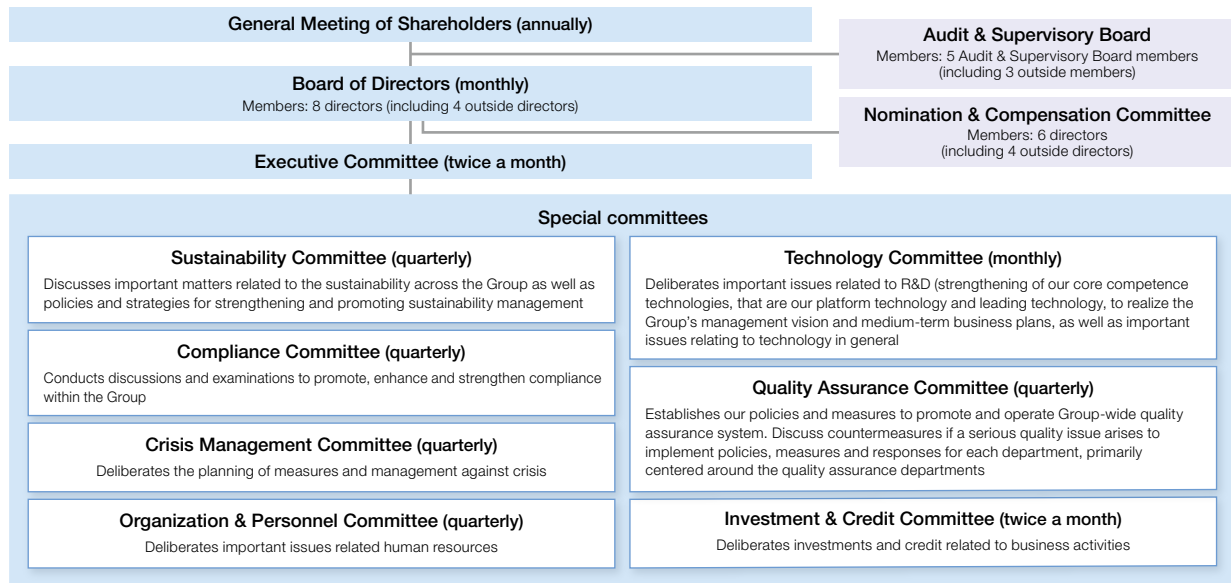 General Meeting of Shareholders (annually)
Audit & Supervisory Board
Members: 5 Audit & Supervisory Board members
(including 3 outside members)
Board of Directors (monthly)
Members: 8 directors (including 4 outside directors)
Nomination & Compensation Committee
Members: 6 directors
(including 4 outside directors)
Executive Committee (twice a month)
Special committees
Sustainability Committee (quarterly)
Discusses important matters related to the sustainability across the Group as well as
policies and strategies for strengthening and promoting sustainability management
Compliance Committee (quarterly)
Conducts discussions and examinations to promote, enhance and strengthen compliance
within the Group
Crisis Management Committee (quarterly)
Deliberates the planning of measures and management against crisis
Organization & Personnel Committee (quarterly)
Deliberates important issues related human resources
Technology Committee (monthly)
Deliberates important issues related to R&D (strengthening of our core competence
technologies, that are our platform technology and leading technology, to realize the
Group's management vision and medium-term business plans, as well as important
issues relating to technology in general
Quality Assurance Committee (quarterly)
Establishes our policies and measures to promote and operate Group-wide quality
assurance system. Discuss countermeasures if a serious quality issue arises to
implement policies, measures and responses for each department, primarily
centered around the quality assurance departments
Investment & Credit Committee (twice a month)
Deliberates investments and credit related to business activities